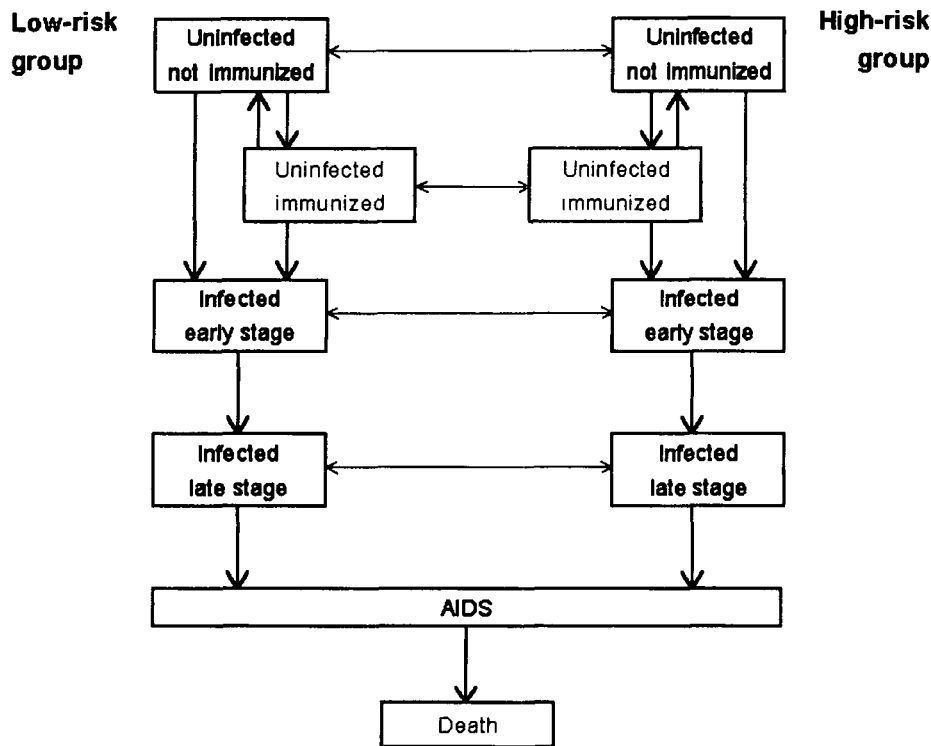 Low-risk
group
High-risk
group
Uninfected
not immunized
Uninfected
not immunized
Uninfected
immunized
Uninfected
immunized
Infected
early stage
Infected
early stage
Infected
late stage
Infected
late stage
AIDS
Death